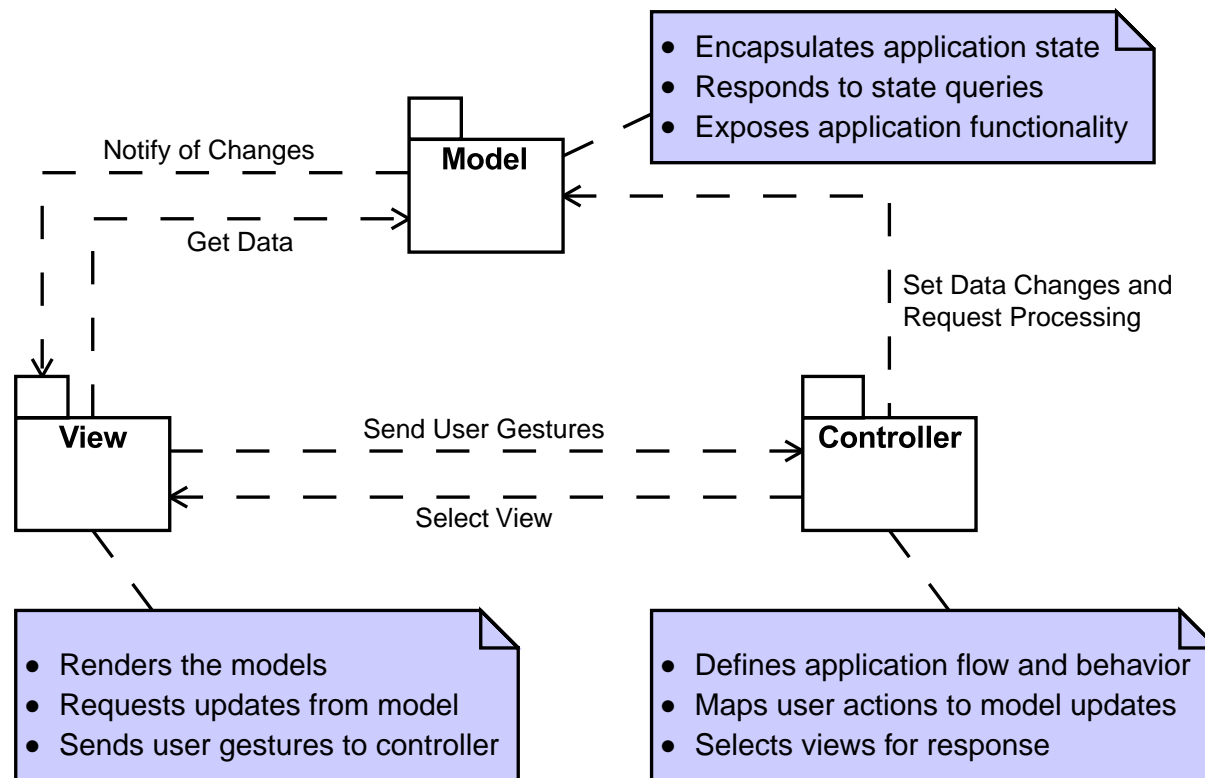 • Encapsulates application state
• Responds to state queries
• Exposes application functionality
Model
Notify of Changes
Get Data
Set Data Changes and
Request Processing
View
Send User Gestures
Select View
Controller
• Renders the models
• Requests updates from model
• Sends user gestures to controller
• Defines application flow and behavior
• Maps user actions to model updates
• Selects views for response